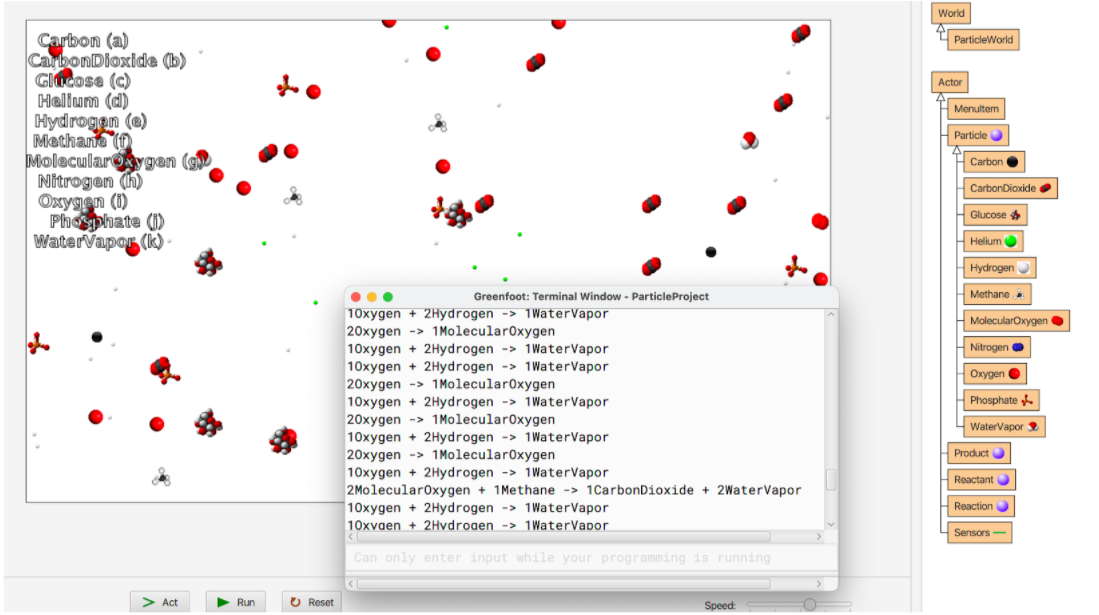 Carbon (a)
CarbonDioxide (b)
Glucose (c)
Helium (d)
Hydrogen (e)
Methane (f)
MolecularOxygen (g)
Nitrogen (h)
Oxygen (i)
Phosphate (j)
WaterVapor (k)
Greenfoot: Terminal Window - ParticleProject
1Oxygen + 2Hydrogen -> 1WaterVapor
2Oxygen -> 1MolecularOxygen
1Oxygen + 2Hydrogen -> 1WaterVapor
1Oxygen + 2Hydrogen -> 1WaterVapor
2Oxygen -> 1MolecularOxygen
1Oxygen + 2Hydrogen -> 1WaterVapor
2Oxygen -> 1MolecularOxygen
1Oxygen + 2Hydrogen -> 1WaterVapor
2Oxygen -> 1MolecularOxygen
1Oxygen + 2Hydrogen -> 1WaterVapor
2MolecularOxygen + 1Methane -> 1CarbonDioxide + 2WaterVapor
1Oxygen + 2Hydrogen -> 1WaterVapor
1Oxygen + 2Hydrogen -> 1WaterVapor
Can only enter input while your programming is running
> Act
Run
Reset
Speed:
World
ParticleWorld
Actor
MenuItem
Particle
Carbon
CarbonDioxide
Glucose
Helium
Hydrogen
Methane
MolecularOxygen
Nitrogen
Oxygen
Phosphate
WaterVapor
Product
Reactant
Reaction
Sensors